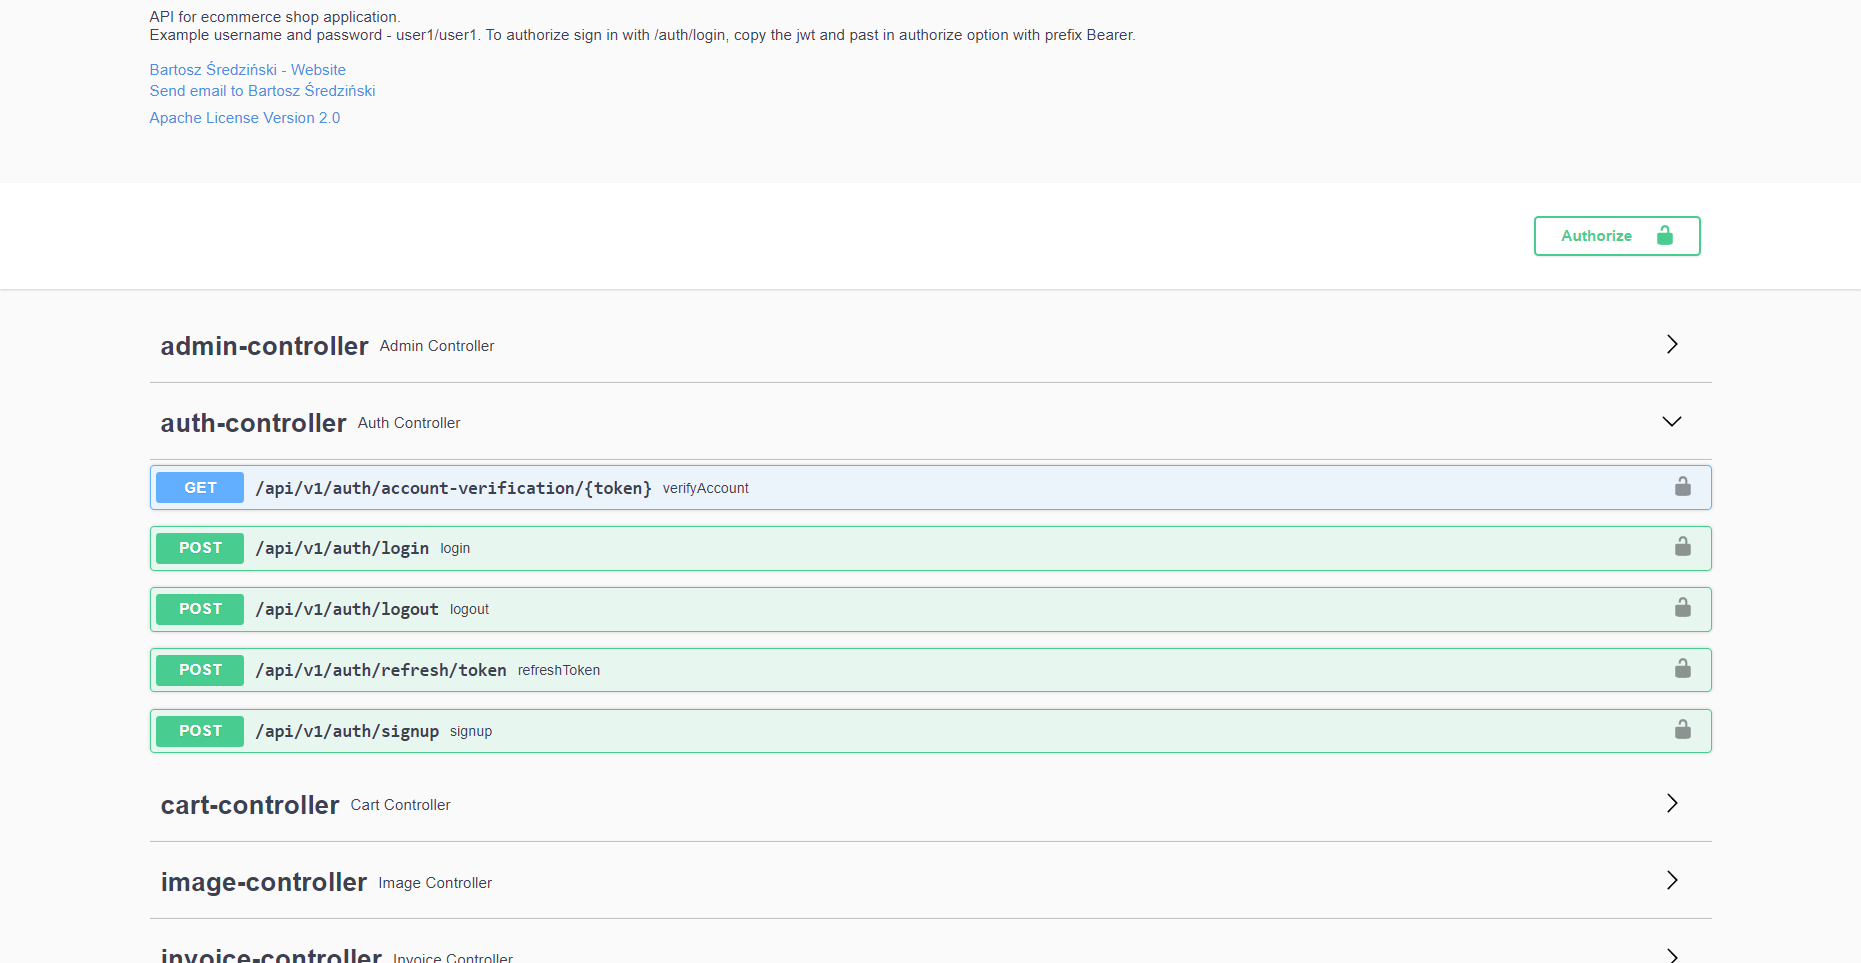 API for ecommerce shop application.
Example username and password - user1/user1. To authorize sign in with /auth/login, copy the jwt and past in authorize option with prefix Bearer.
Bartosz Średziński - Website
Send email to Bartosz Średziński
Apache License Version 2.0
Authorize
admin-controller Admin Controller
auth-controller Auth Controller
GET /api/v1/auth/account-verification/{token} verifyAccount
POST /api/v1/auth/login login
POST /api/v1/auth/logout logout
POST /api/v1/auth/refresh/token refreshToken
POST /api/v1/auth/signup signup
cart-controller Cart Controller
image-controller Image Controller
invoice-controller Invoice Controller